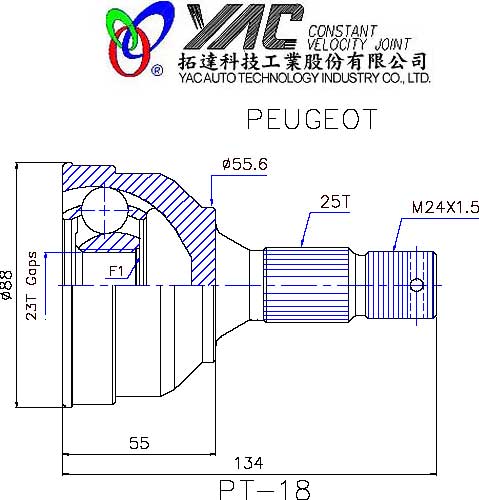 YAC CONSTANT
VELOCITY JOINT
®
拓達科技工業股份有限公司
YAC AUTO TECHNOLOGY INDUSTRY CO., LTD.
PEUGEOT
ø55.6
25T
M24X1.5
F1
ø88
23T Gaps
55
134
PT-18